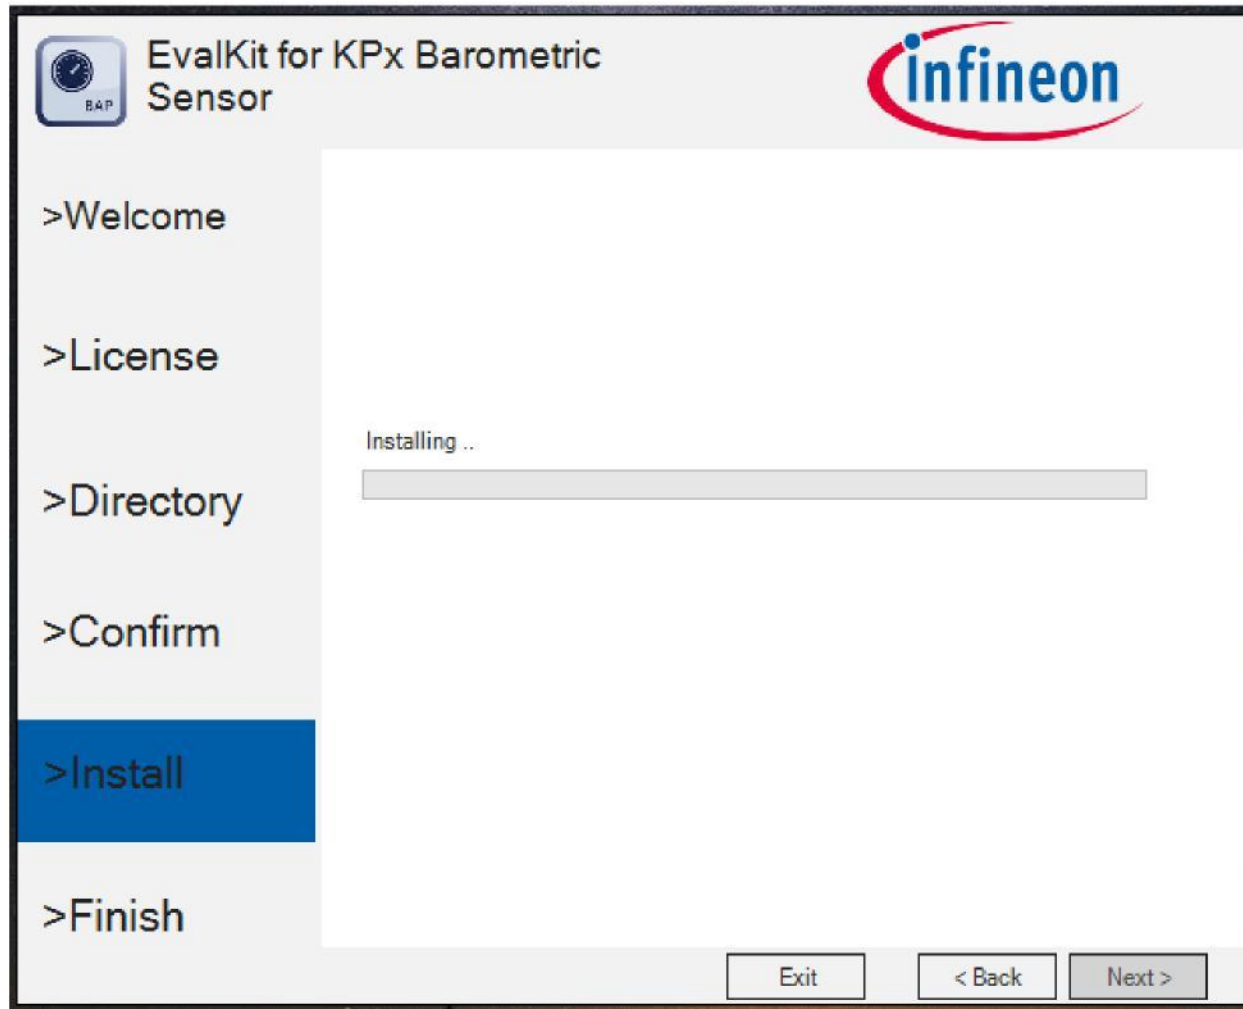 EvalKit for KPx Barometric
Sensor
BAP
infineon
>Welcome
>License
Installing ..
>Directory
>Confirm
>Install
>Finish
Exit
< Back
Next >